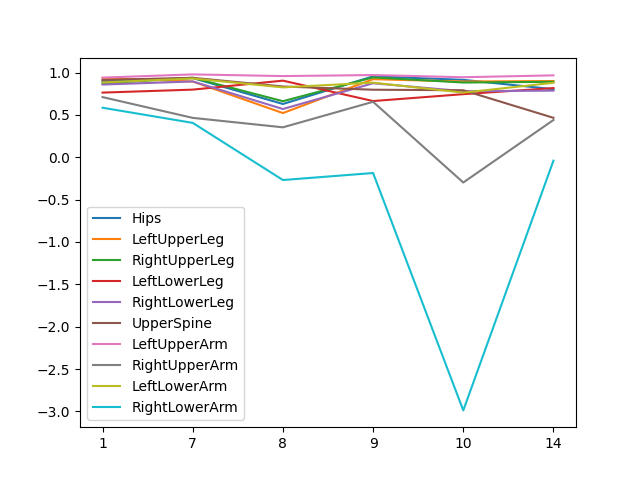 1.0
0.5
0.0
−0.5
−1.0
−1.5
−2.0
−2.5
−3.0
Hips
LeftUpperLeg
RightUpperLeg
LeftLowerLeg
RightLowerLeg
UpperSpine
LeftUpperArm
RightUpperArm
LeftLowerArm
RightLowerArm
1 7 8 9 10 14